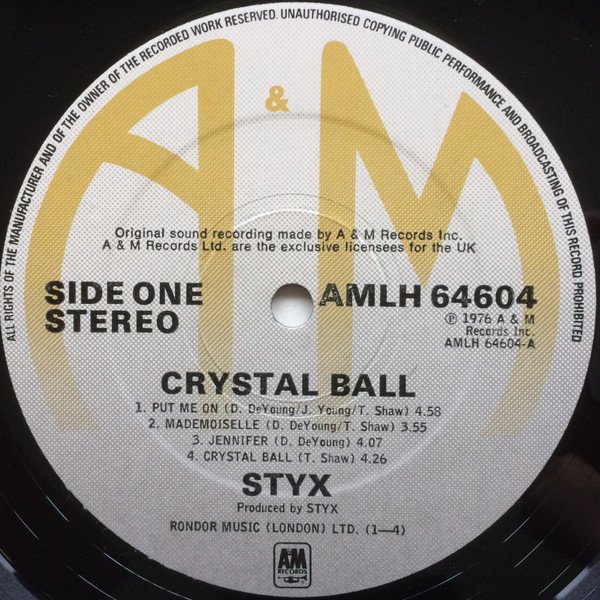 ALL RIGHTS OF THE MANUFACTURER AND OF THE OWNER OF THE RECORDED WORK RESERVED. UNAUTHORISED COPYING PUBLIC PERFORMANCE AND BROADCASTING OF THIS RECORD PROHIBITED
A & M
Original sound recording made by A & M Records Inc.
A & M Records Ltd. are the exclusive licensees for the UK
SIDE ONE
STEREO
AMLH 64604
℗ 1976 A & M
Records Inc.
AMLH 64604-A
CRYSTAL BALL
1. PUT ME ON (D. DeYoung/J. Young/T. Shaw) 4.58
2. MADEMOISELLE (D. DeYoung/T. Shaw) 3.55
3. JENNIFER (D. DeYoung) 4.07
4. CRYSTAL BALL (T. Shaw) 4.26
STYX
Produced by STYX
RONDOR MUSIC (LONDON) LTD. (1—4)
AM
RECORDS